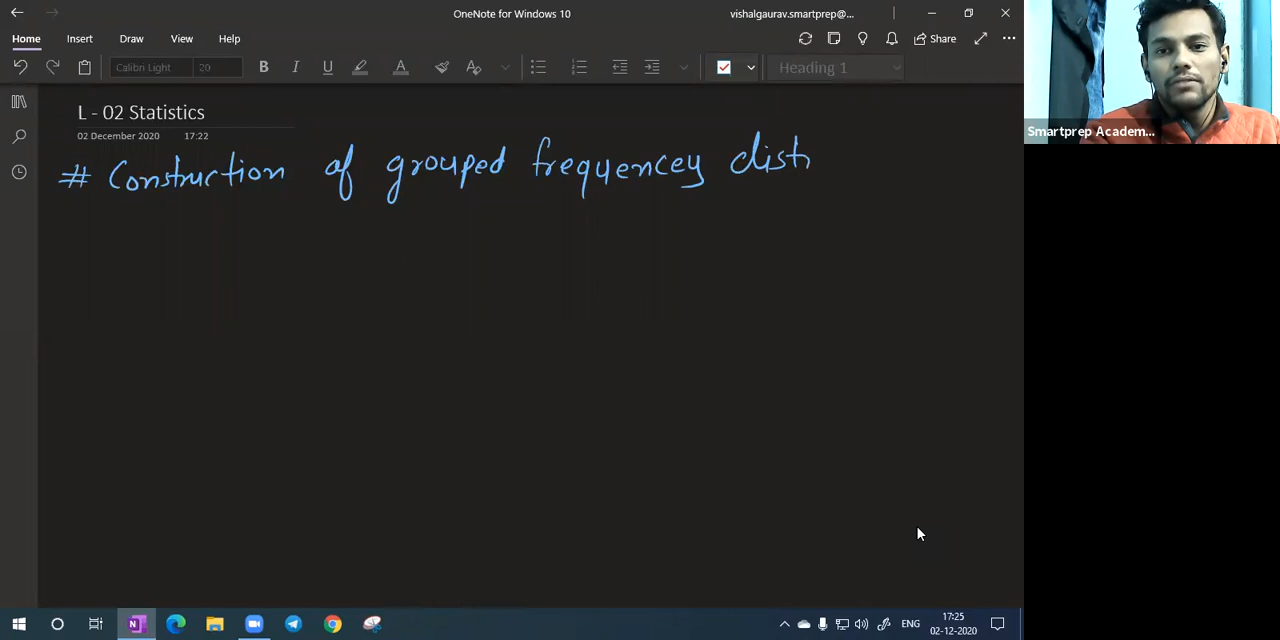 OneNote for Windows 10
vishalgaurav.smartprep@...
Home Insert Draw View Help
Share
Calibri Light 20 B I U A A Heading 1
L - 02 Statistics
02 December 2020 17:22
# Construction of grouped frequencey distr
Smartprep Academ...
ENG
17:25
02-12-2020